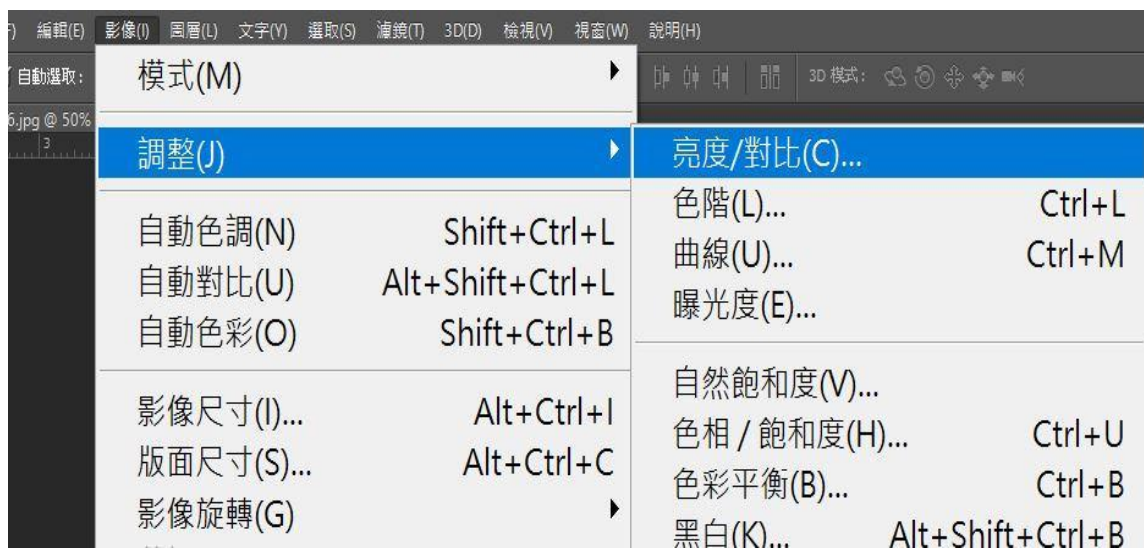 編輯(E) 影像(I) 圖層(L) 文字(Y) 選取(S) 濾鏡(T) 3D(D) 檢視(V) 視窗(W) 說明(H)
自動選取：
3D 模式：
6.jpg @ 50%
3
模式(M)
調整(J)
自動色調(N) Shift+Ctrl+L
自動對比(U) Alt+Shift+Ctrl+L
自動色彩(O) Shift+Ctrl+B
影像尺寸(I)... Alt+Ctrl+I
版面尺寸(S)... Alt+Ctrl+C
影像旋轉(G)
亮度/對比(C)...
色階(L)... Ctrl+L
曲線(U)... Ctrl+M
曝光度(E)...
自然飽和度(V)...
色相 / 飽和度(H)... Ctrl+U
色彩平衡(B)... Ctrl+B
黑白(K)... Alt+Shift+Ctrl+B